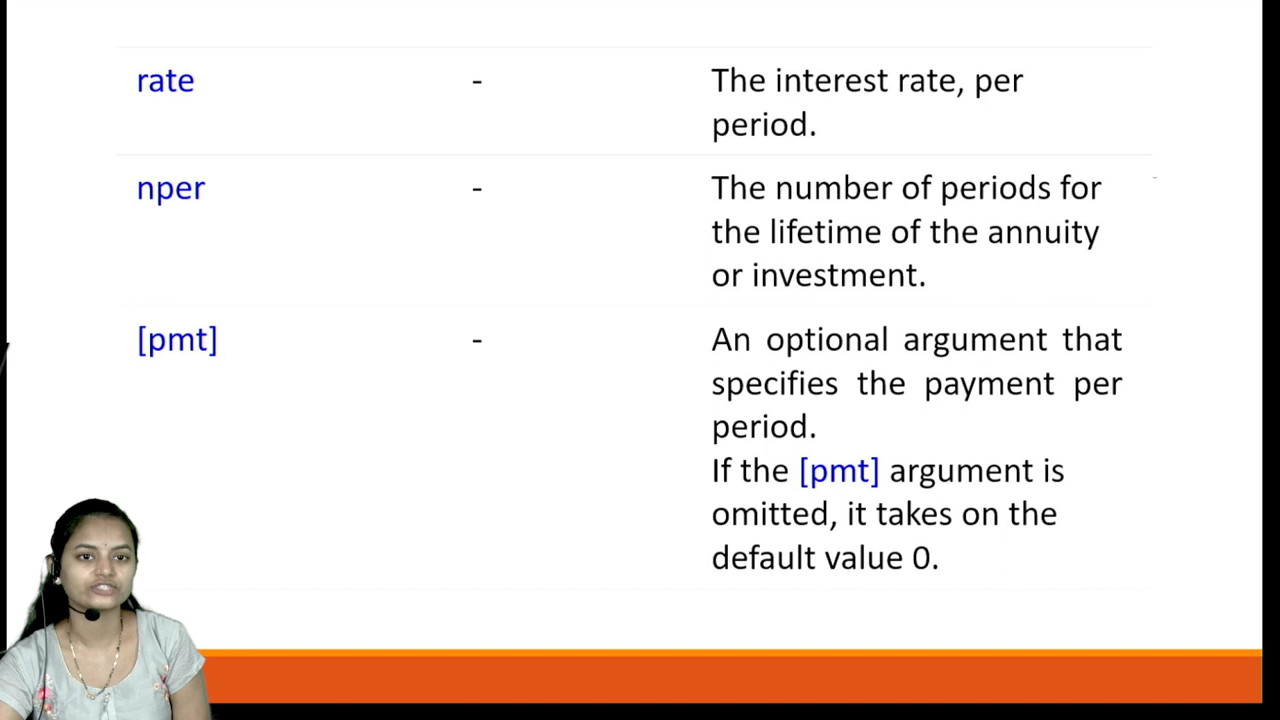 rate - The interest rate, per
period.
nper - The number of periods for
the lifetime of the annuity
or investment.
[pmt] - An optional argument that
specifies the payment per
period.
If the [pmt] argument is
omitted, it takes on the
default value 0.